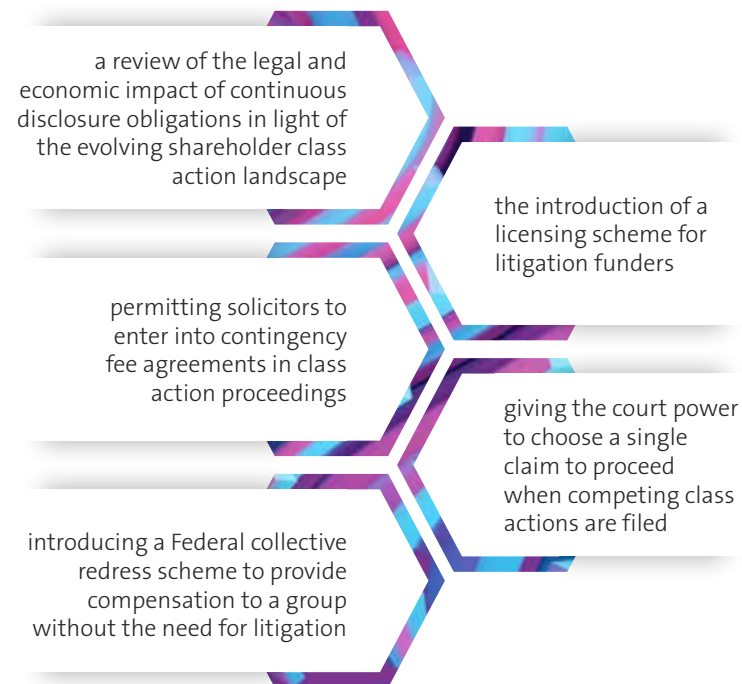 a review of the legal and
economic impact of continuous
disclosure obligations in light of
the evolving shareholder class
action landscape
the introduction of a
licensing scheme for
litigation funders
permitting solicitors to
enter into contingency
fee agreements in class
action proceedings
giving the court power
to choose a single
claim to proceed
when competing class
actions are filed
introducing a Federal collective
redress scheme to provide
compensation to a group
without the need for litigation